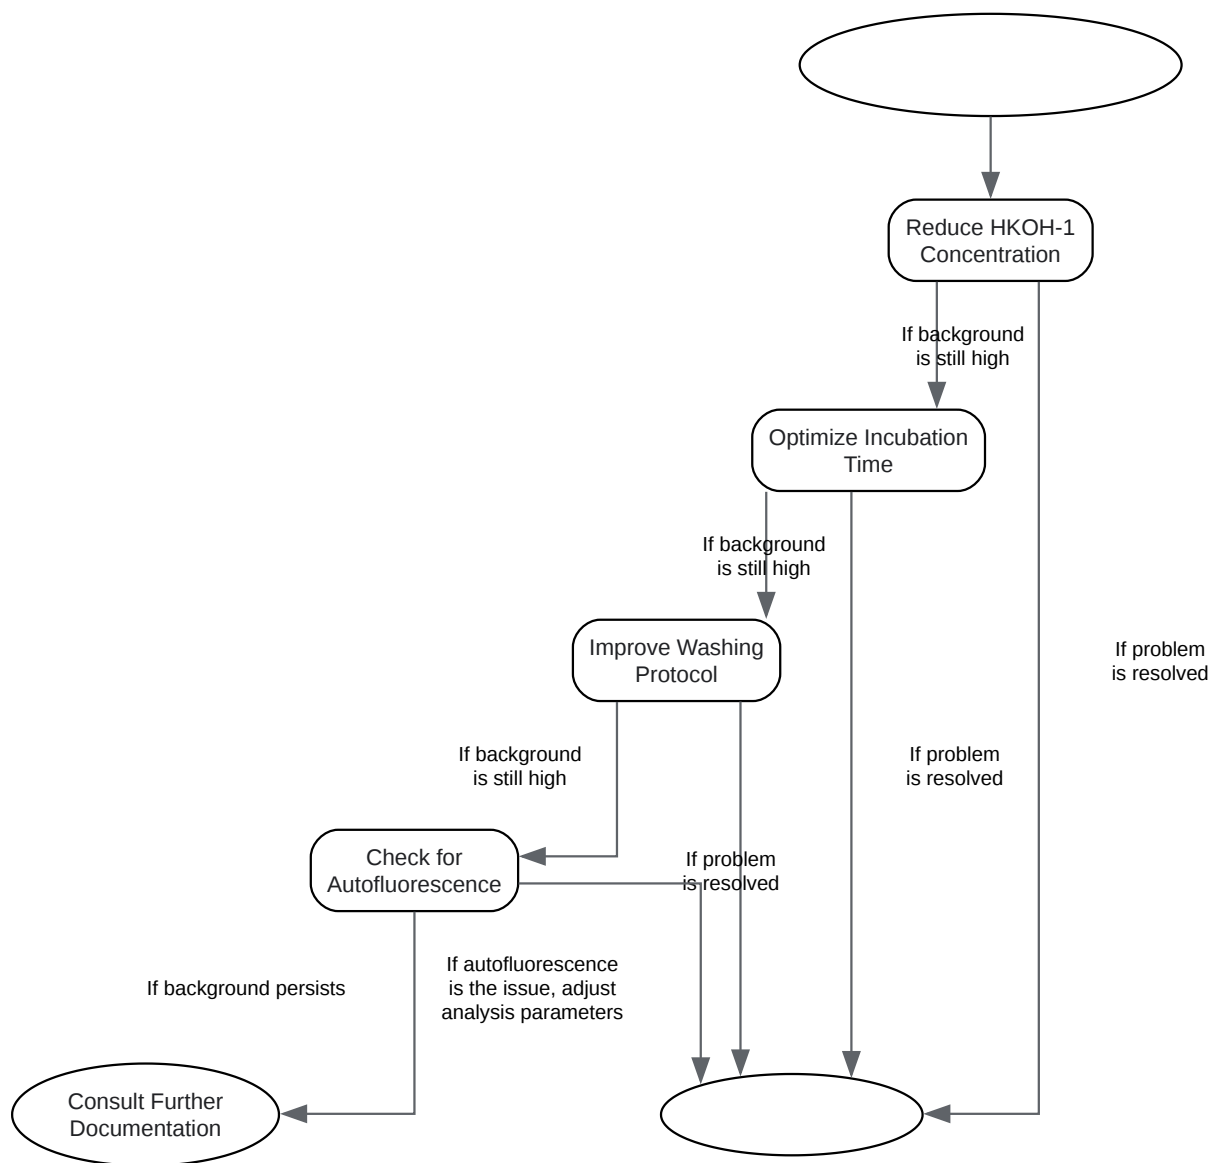 Reduce HKOH-1
Concentration
If background
is still high
Optimize Incubation
Time
If background
is still high
Improve Washing
Protocol
If problem
is resolved
If background
is still high
If problem
is resolved
Check for
Autofluorescence
If problem
is resolved
If background persists
If autofluorescence
is the issue, adjust
analysis parameters
Consult Further
Documentation